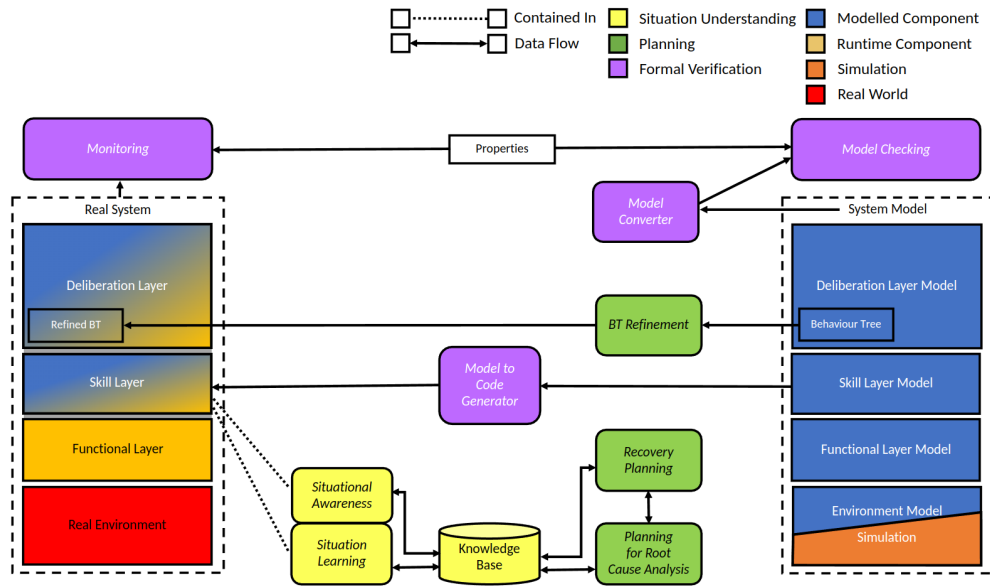 Contained In
Data Flow
Situation Understanding
Planning
Formal Verification
Modelled Component
Runtime Component
Simulation
Real World
Monitoring
Properties
Model Checking
Model
Converter
Real System
System Model
Deliberation Layer
Refined BT
BT Refinement
Deliberation Layer Model
Behaviour Tree
Skill Layer
Model to
Code
Generator
Skill Layer Model
Functional Layer
Functional Layer Model
Recovery
Planning
Situational
Awareness
Situation
Learning
Knowledge
Base
Planning
for Root
Cause Analysis
Real Environment
Environment Model
Simulation